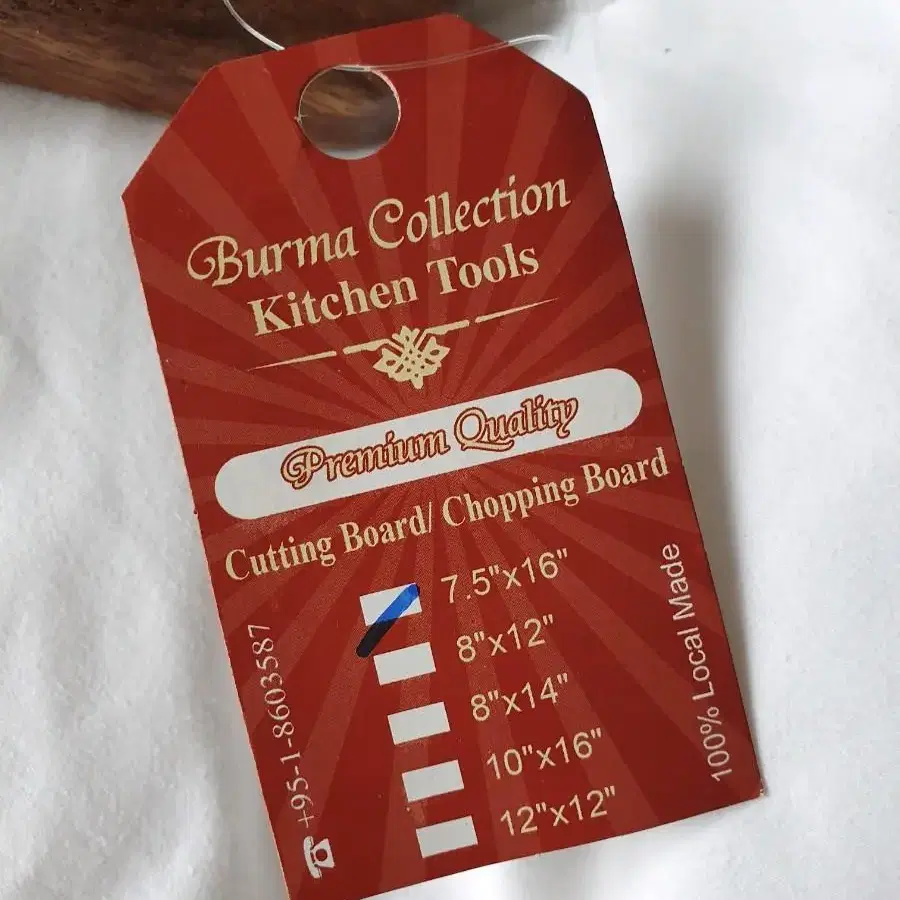 Burma Collection
Kitchen Tools
Premium Quality
Cutting Board/ Chopping Board
7.5"x16"
8"x12"
8"x14"
10"x16"
12"x12"
+95-1-8603587
100% Local Made